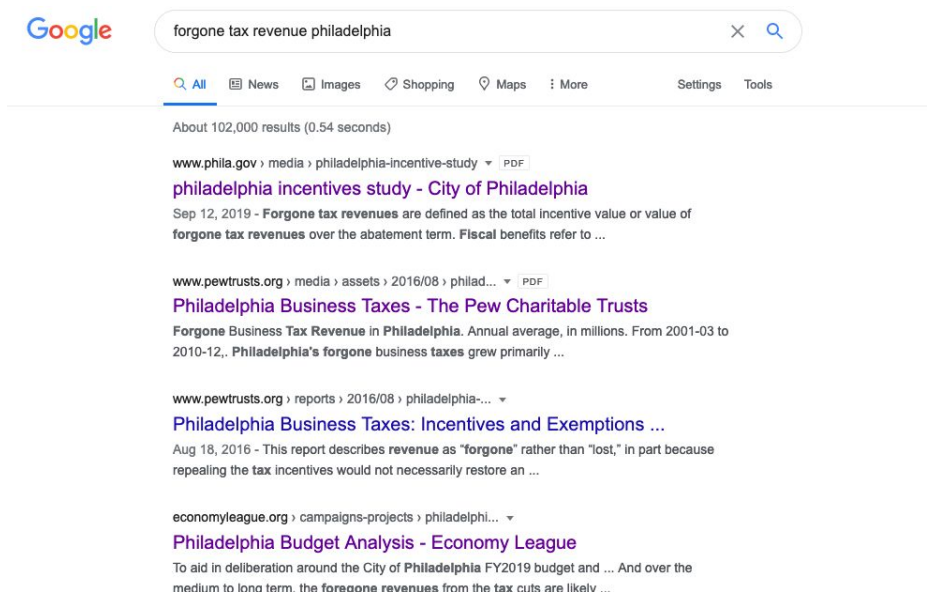 Google
forgone tax revenue philadelphia
All News Images Shopping Maps More Settings Tools
About 102,000 results (0.54 seconds)
www.phila.gov › media › philadelphia-incentive-study PDF
philadelphia incentives study - City of Philadelphia
Sep 12, 2019 - Forgone tax revenues are defined as the total incentive value or value of
forgone tax revenues over the abatement term. Fiscal benefits refer to ...
www.pewtrusts.org › media › assets › 2016/08 › philad... PDF
Philadelphia Business Taxes - The Pew Charitable Trusts
Forgone Business Tax Revenue in Philadelphia. Annual average, in millions. From 2001-03 to
2010-12,. Philadelphia's forgone business taxes grew primarily ...
www.pewtrusts.org › reports › 2016/08 › philadelphia-...
Philadelphia Business Taxes: Incentives and Exemptions ...
Aug 18, 2016 - This report describes revenue as "forgone" rather than "lost," in part because
repealing the tax incentives would not necessarily restore an ...
economyleague.org › campaigns-projects › philadelphi...
Philadelphia Budget Analysis - Economy League
To aid in deliberation around the City of Philadelphia FY2019 budget and ... And over the
medium to long term, the foregone revenues from the tax cuts are likely ...